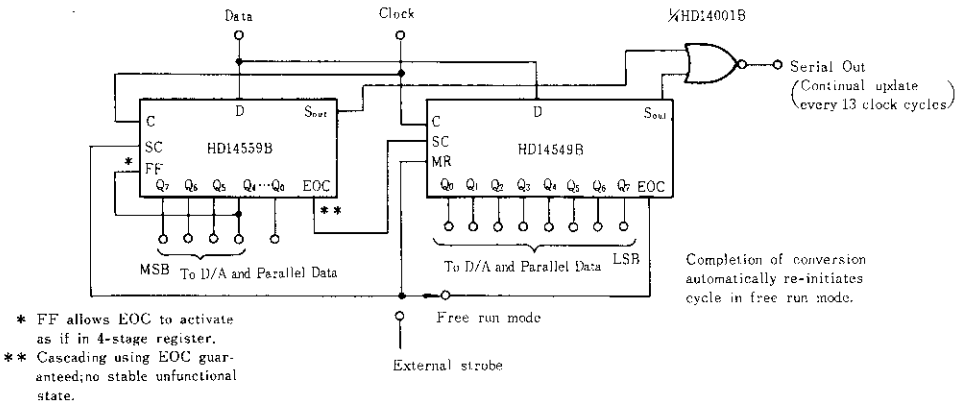 Data
Clock
¼HD14001B
Serial Out
(Continual update
every 13 clock cycles)
D
Sout
C
SC
FF
HD14559B
Q7 Q6 Q5 Q4 ··· Q0 EOC
*
**
D
Sout
C
SC
MR
HD14549B
Q0 Q1 Q2 Q3 Q4 Q5 Q6 Q7 EOC
MSB
To D/A and Parallel Data
To D/A and Parallel Data
LSB
Completion of conversion
automatically re-initiates
cycle in free run mode.
Free run mode
External strobe
* FF allows EOC to activate
as if in 4-stage register.
** Cascading using EOC guar-
anteed;no stable unfunctional
state.